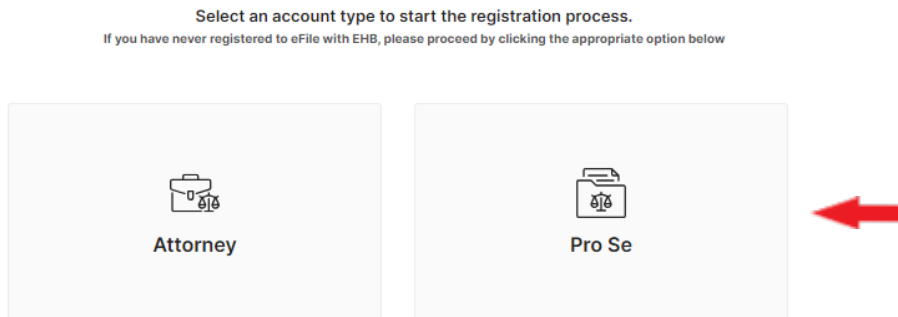 Select an account type to start the registration process.
If you have never registered to eFile with EHB, please proceed by clicking the appropriate option below
Attorney
Pro Se